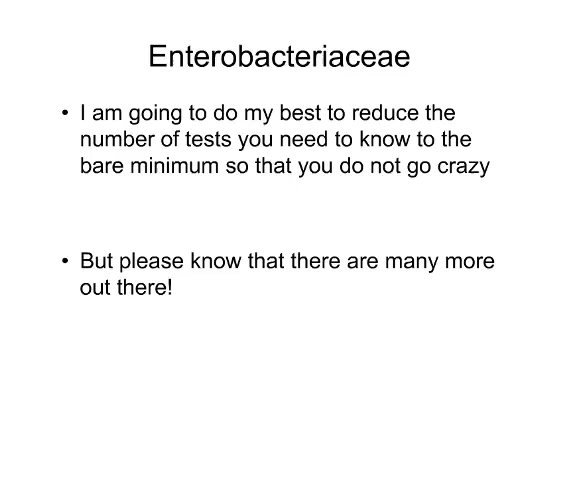 Enterobacteriaceae
• I am going to do my best to reduce the
number of tests you need to know to the
bare minimum so that you do not go crazy
• But please know that there are many more
out there!